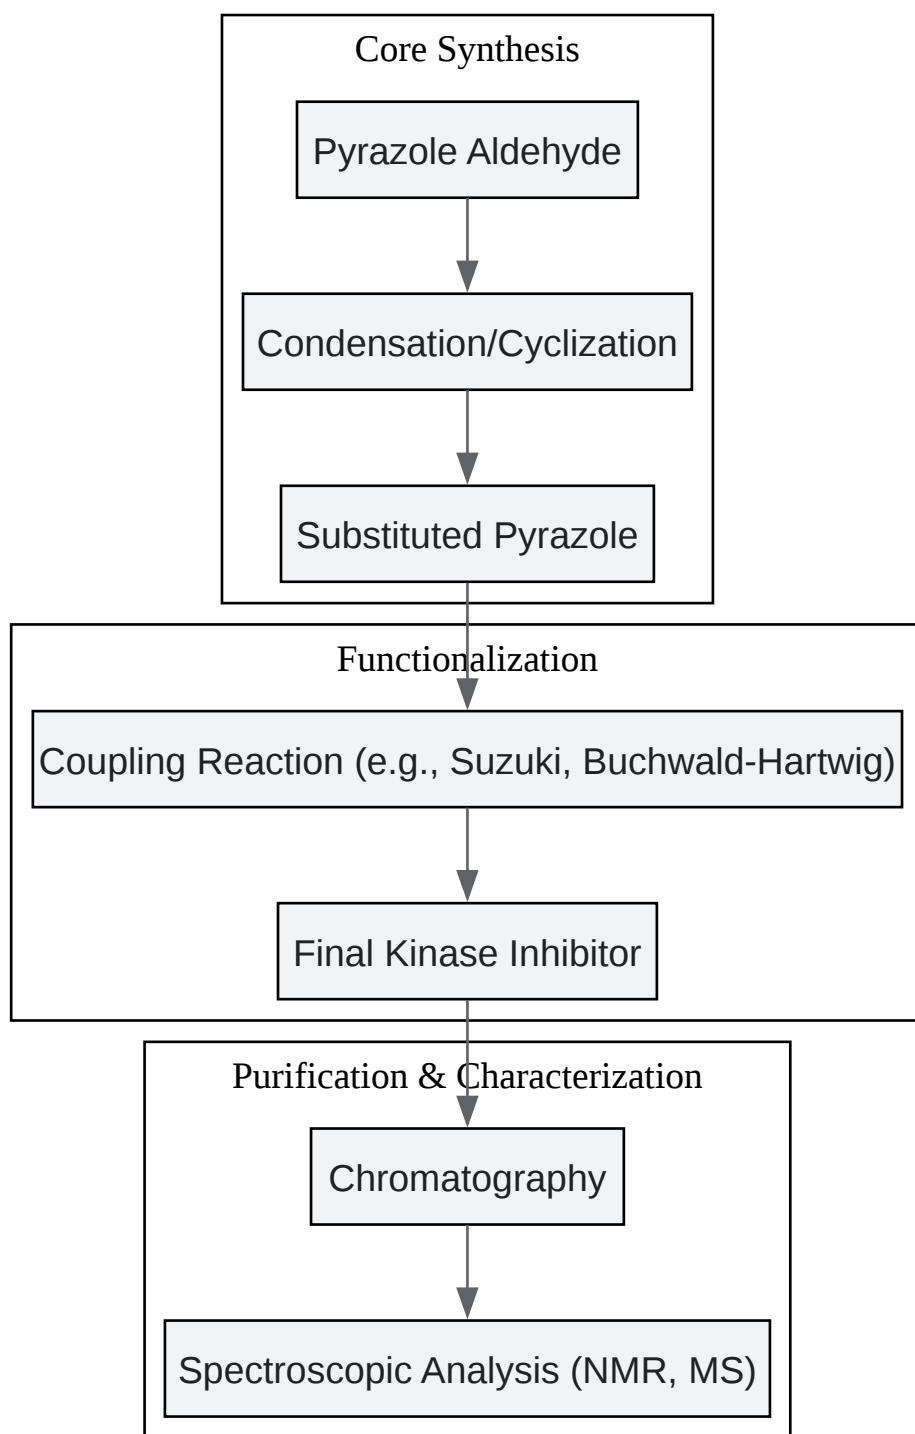 Core Synthesis
Pyrazole Aldehyde
Condensation/Cyclization
Substituted Pyrazole
Functionalization
Coupling Reaction (e.g., Suzuki, Buchwald-Hartwig)
Final Kinase Inhibitor
Purification & Characterization
Chromatography
Spectroscopic Analysis (NMR, MS)